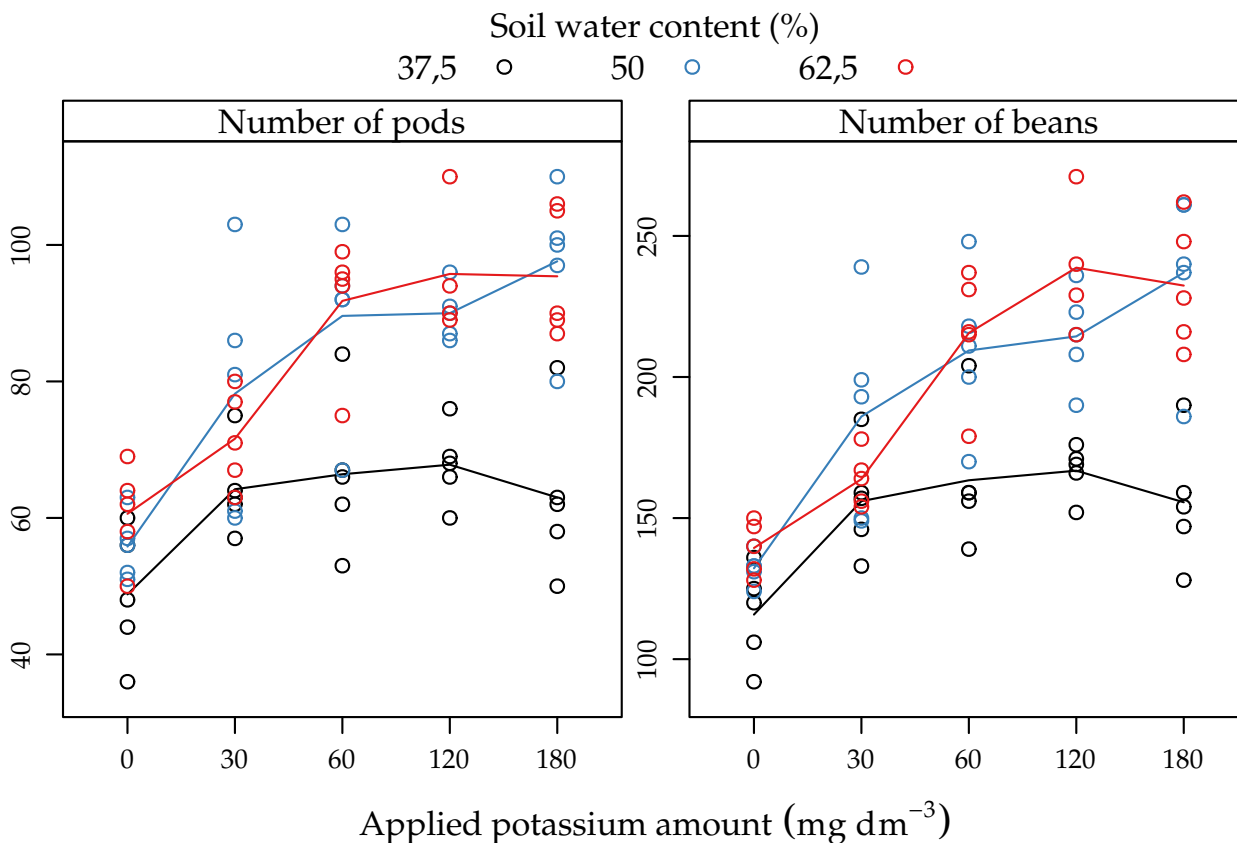 Soil water content (%)
37,5 50 62,5
Number of pods Number of beans
100
80
60
40
250
200
150
100
0 30 60 120 180 0 30 60 120 180
Applied potassium amount (mg dm⁻³)